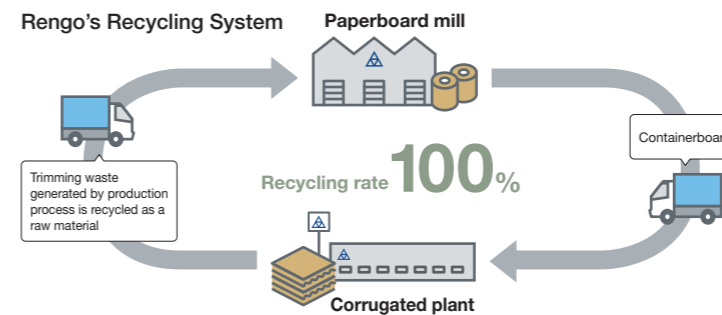 Rengo's Recycling System
Paperboard mill
Trimming waste
generated by production
process is recycled as a
raw material
Recycling rate 100%
Corrugated plant